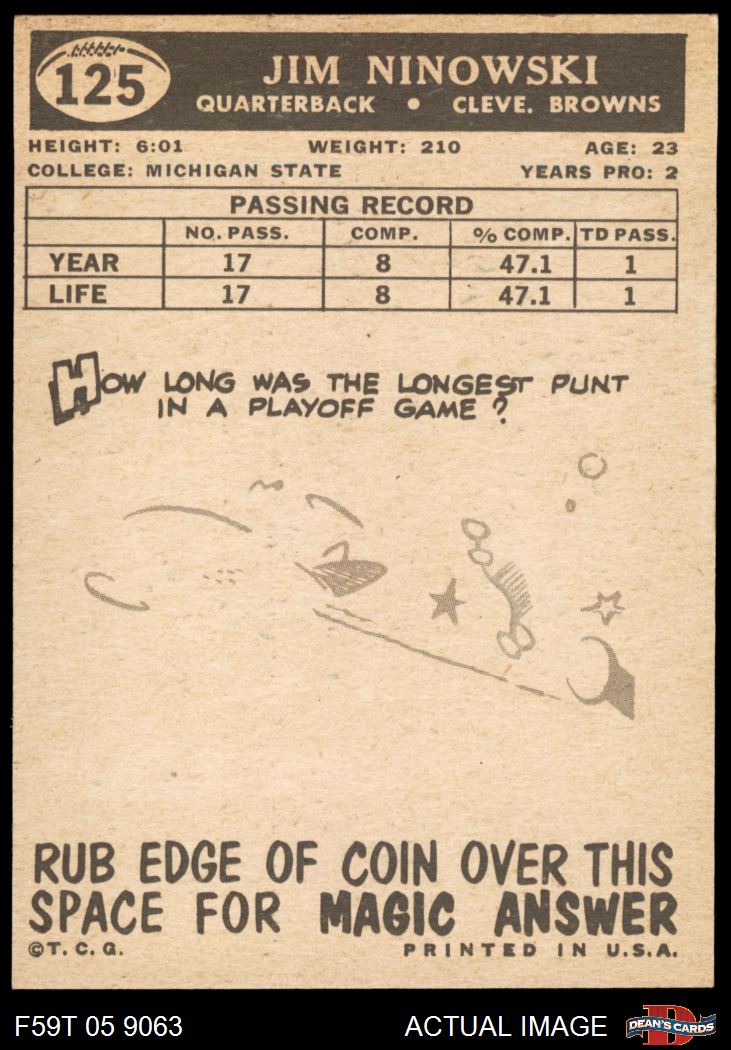 125
JIM NINOWSKI
QUARTERBACK • CLEVE. BROWNS
HEIGHT: 6:01 WEIGHT: 210 AGE: 23
COLLEGE: MICHIGAN STATE YEARS PRO: 2
PASSING RECORD
NO. PASS. COMP. % COMP. TD PASS.
YEAR 17 8 47.1 1
LIFE 17 8 47.1 1
HOW LONG WAS THE LONGEST PUNT
IN A PLAYOFF GAME?
RUB EDGE OF COIN OVER THIS
SPACE FOR MAGIC ANSWER
©T.C.G. PRINTED IN U.S.A.
F59T 05 9063 ACTUAL IMAGE DEAN'S CARDS